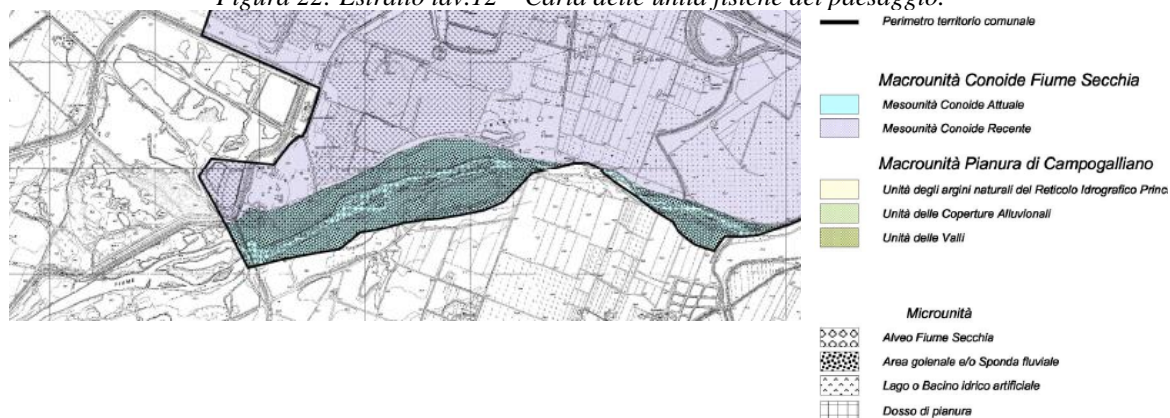 Figura 22: Estratto tav.12 – Carta delle unità fisiche del paesaggio.
Perimetro territorio comunale
Macrounità Conoide Fiume Secchia
Mesounità Conoide Attuale
Mesounità Conoide Recente
Macrounità Pianura di Campogalliano
Unità degli argini naturali del Reticolo Idrografico Princ
Unità delle Coperture Alluvionali
Unità delle Valli
FIUME
Microunità
Alveo Fiume Secchia
Area golenale e/o Sponda fluviale
Lago o Bacino idrico artificiale
Dosso di pianura